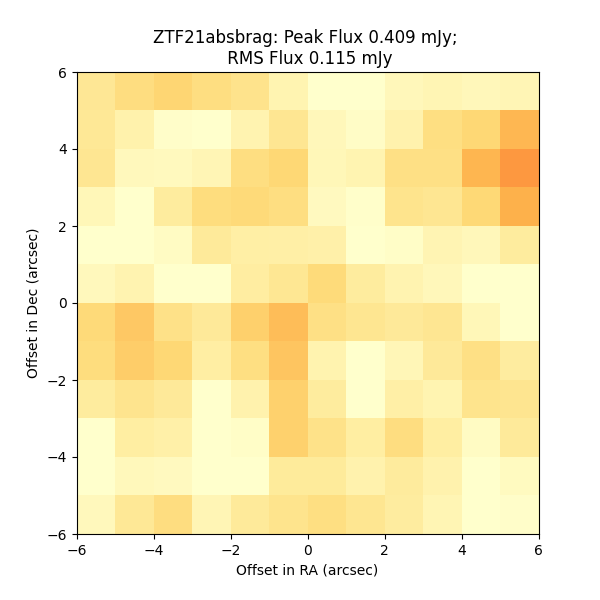 ZTF21absbrag: Peak Flux 0.409 mJy;
RMS Flux 0.115 mJy
6
4
2
0
−2
−4
−6
Offset in Dec (arcsec)
−6 −4 −2 0 2 4 6
Offset in RA (arcsec)